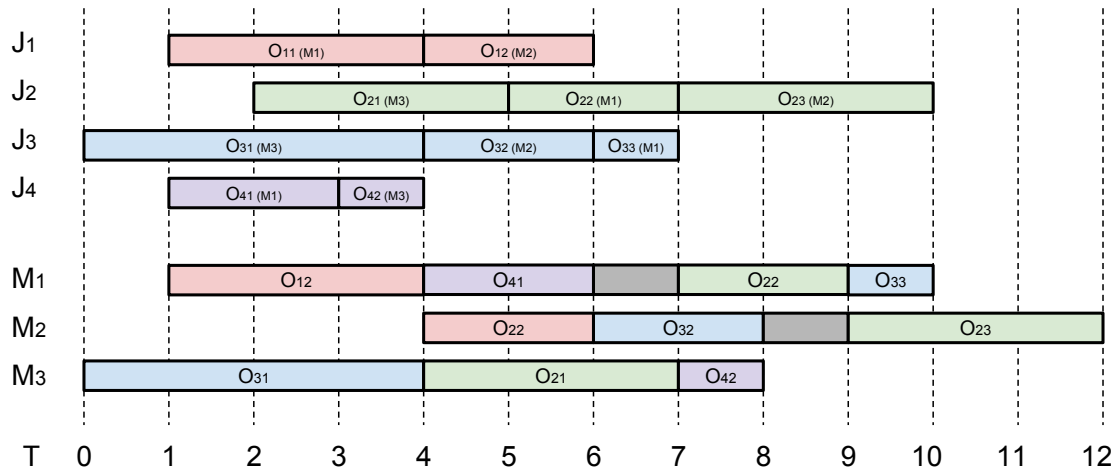 J1 O11 (M1) O12 (M2)
J2 O21 (M3) O22 (M1) O23 (M2)
J3 O31 (M3) O32 (M2) O33 (M1)
J4 O41 (M1) O42 (M3)
M1 O12 O41 O22 O33
M2 O22 O32 O23
M3 O31 O21 O42
T 0 1 2 3 4 5 6 7 8 9 10 11 12